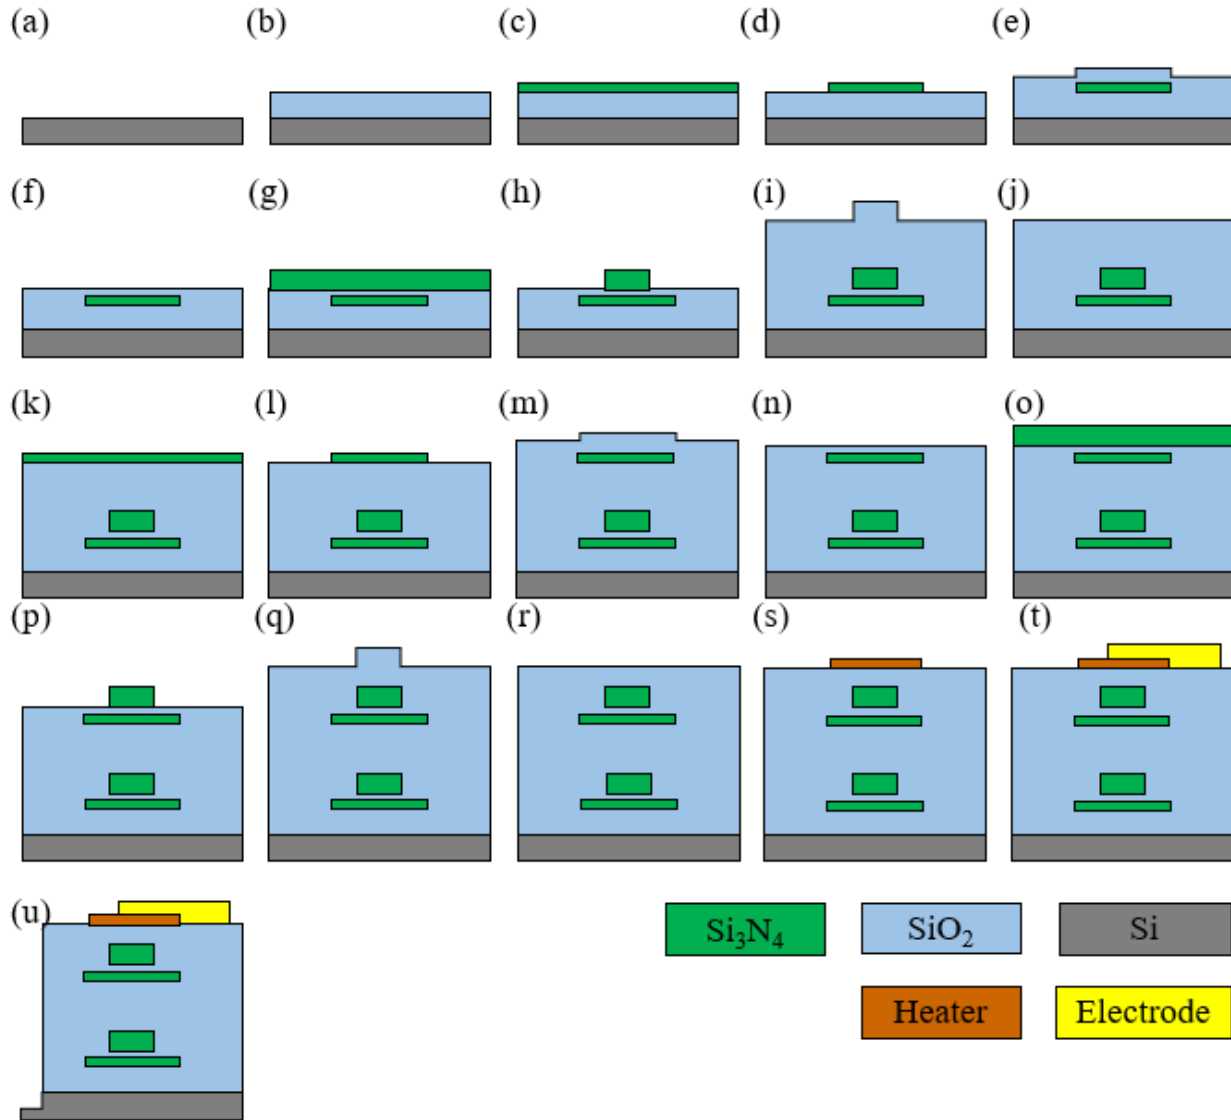 (a) (b) (c) (d) (e)
(f) (g) (h) (i) (j)
(k) (l) (m) (n) (o)
(p) (q) (r) (s) (t)
(u)
Si₃N₄ SiO₂ Si
Heater Electrode